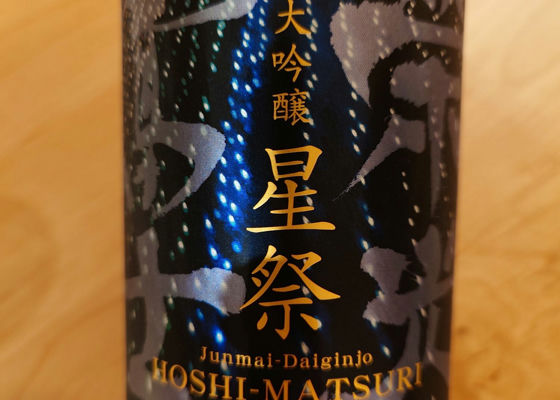 大吟醸
星祭
Junmai-Daiginjo
HOSHI-MATSURI